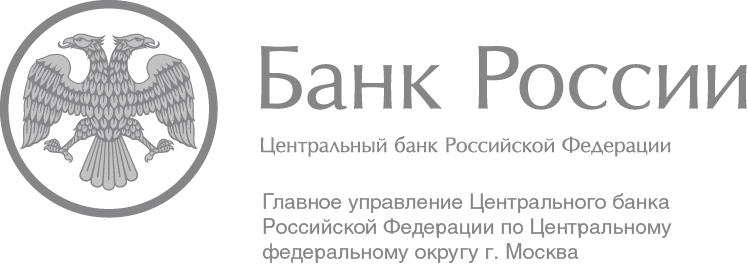 Банк России
Центральный банк Российской Федерации
Главное управление Центрального банка
Российской Федерации по Центральному
федеральному округу г. Москва